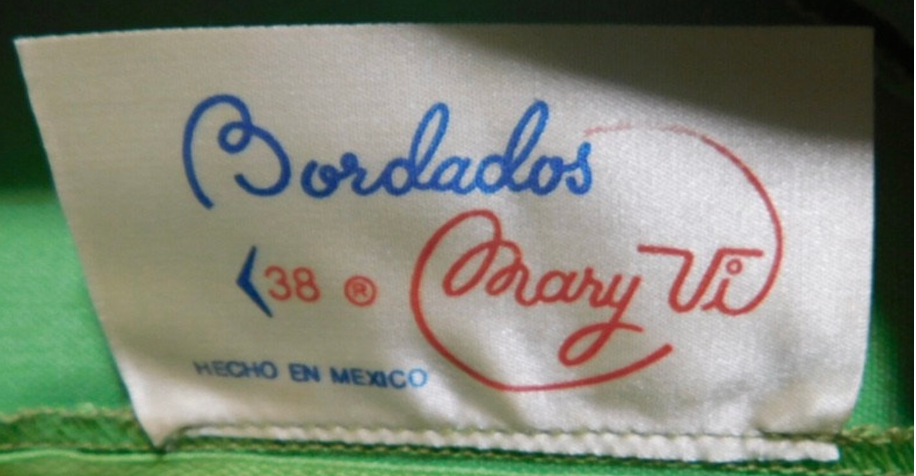 Bordados
Mary Vi
<38 ®
HECHO EN MEXICO